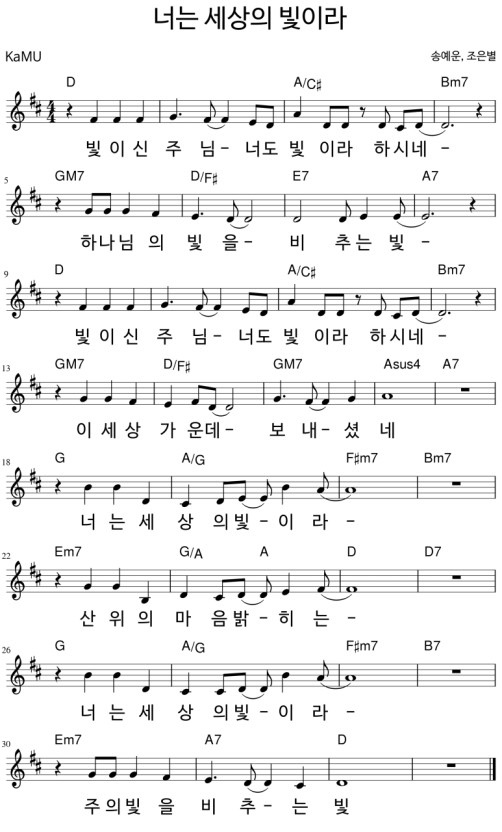 너는 세상의 빛이라
KaMU 송예운, 조은별
D A/C# Bm7
빛 이 신 주 님 - 너도 빛 이라 하시네 -
5 GM7 D/F# E7 A7
하나님 의 빛 을 - 비 추는 빛 -
9 D A/C# Bm7
빛 이 신 주 님 - 너도 빛 이라 하시네 -
13 GM7 D/F# GM7 Asus4 A7
이 세 상 가 운데 - 보 내 - 셨 네
18 G A/G F#m7 Bm7
너 는 세 상 의빛 - 이 라 -
22 Em7 G/A A D D7
산 위 의 마 음밝 - 히 는 -
26 G A/G F#m7 B7
너 는 세 상 의빛 - 이 라 -
30 Em7 A7 D
주의빛 을 비 추 - 는 빛